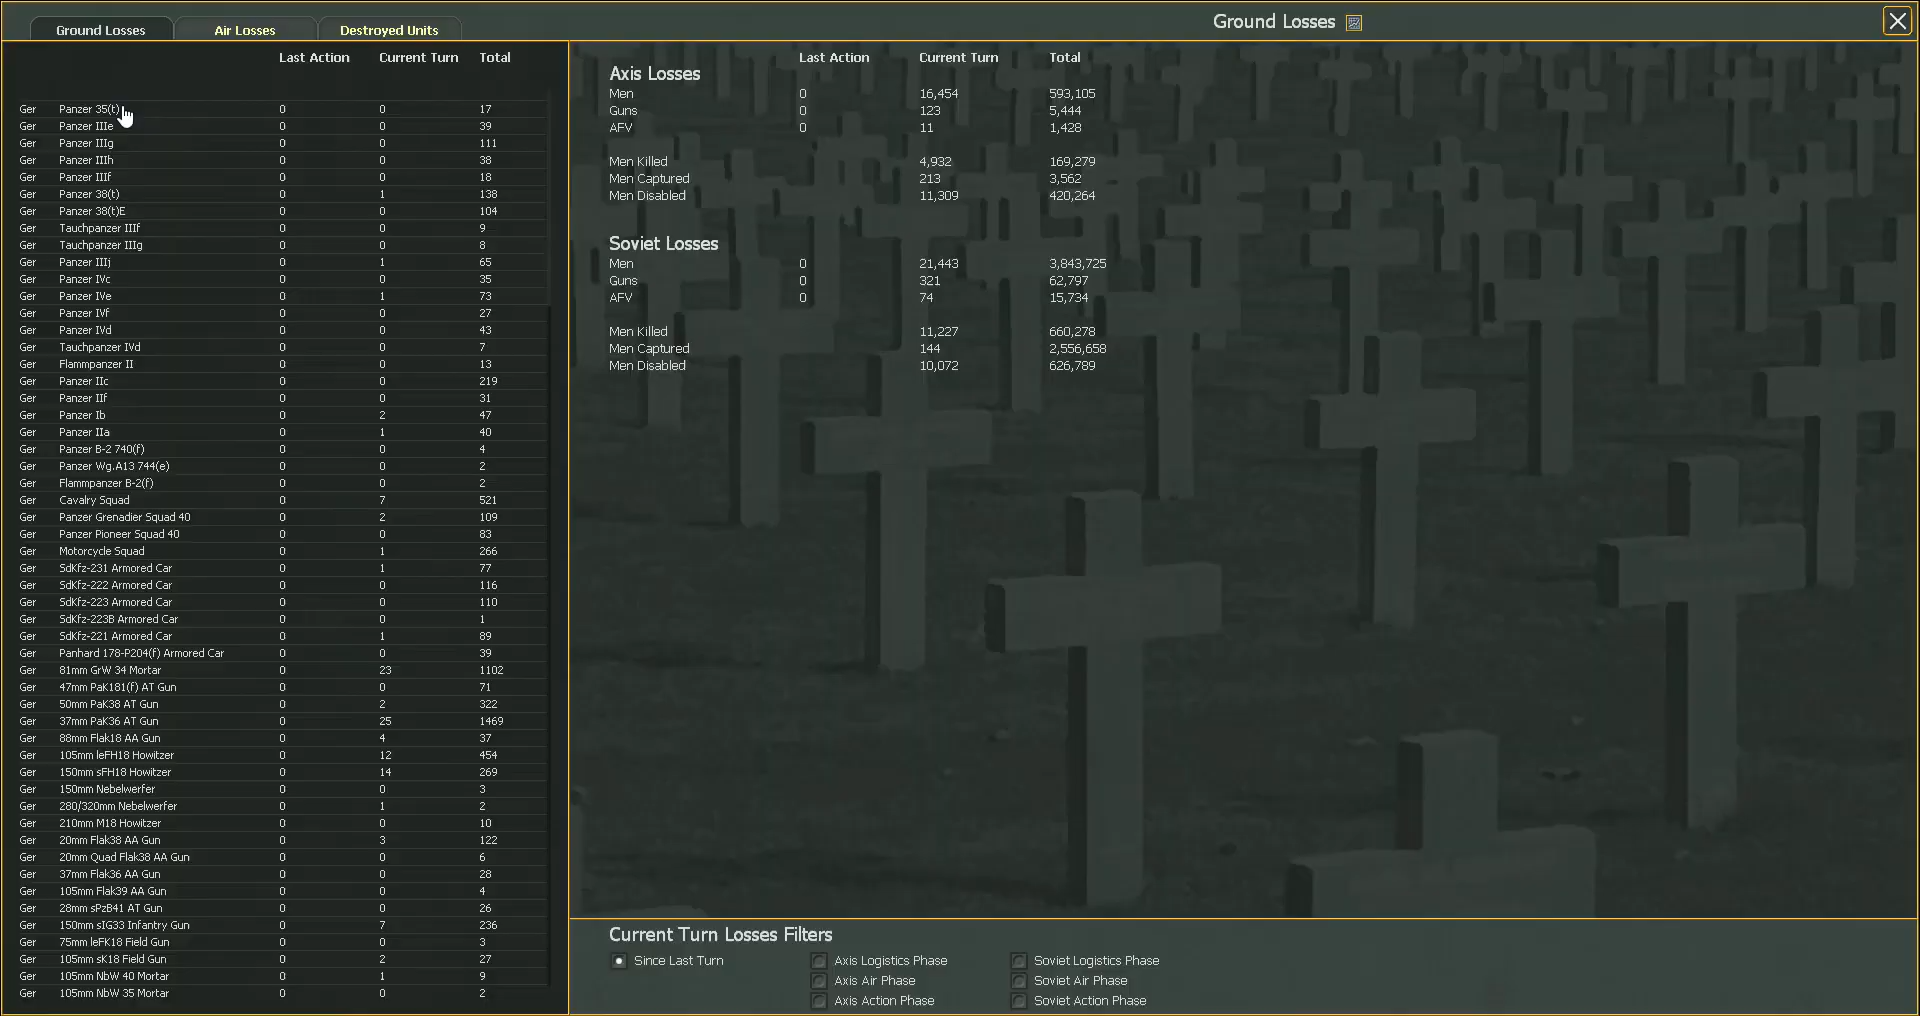 Ground Losses
Air Losses
Destroyed Units
Ground Losses
Last Action Current Turn Total
Ger Panzer 35(t) 0 0 17
Ger Panzer IIIe 0 0 39
Ger Panzer IIIg 0 0 111
Ger Panzer IIIh 0 0 38
Ger Panzer IIIf 0 0 18
Ger Panzer 38(t) 0 1 138
Ger Panzer 38(t)E 0 0 104
Ger Tauchpanzer IIIf 0 0 9
Ger Tauchpanzer IIIg 0 0 8
Ger Panzer IIIj 0 1 65
Ger Panzer IVc 0 0 35
Ger Panzer IVe 0 1 73
Ger Panzer IVf 0 0 27
Ger Panzer IVd 0 0 43
Ger Tauchpanzer IVd 0 0 7
Ger Flammpanzer II 0 0 13
Ger Panzer IIc 0 0 219
Ger Panzer IIf 0 0 31
Ger Panzer Ib 0 2 47
Ger Panzer IIa 0 1 40
Ger Panzer B-2 740(f) 0 0 4
Ger Panzer Wg.A13 744(e) 0 0 2
Ger Flammpanzer B-2(f) 0 0 2
Ger Cavalry Squad 0 7 521
Ger Panzer Grenadier Squad 40 0 2 109
Ger Panzer Pioneer Squad 40 0 0 83
Ger Motorcycle Squad 0 1 266
Ger SdKfz-231 Armored Car 0 1 77
Ger SdKfz-222 Armored Car 0 0 116
Ger SdKfz-223 Armored Car 0 0 110
Ger SdKfz-223B Armored Car 0 0 1
Ger SdKfz-221 Armored Car 0 1 89
Ger Panhard 178-P204(f) Armored Car 0 0 39
Ger 81mm GrW 34 Mortar 0 23 1102
Ger 47mm PaK181(f) AT Gun 0 0 71
Ger 50mm PaK38 AT Gun 0 2 322
Ger 37mm PaK36 AT Gun 0 25 1469
Ger 88mm Flak18 AA Gun 0 4 37
Ger 105mm leFH18 Howitzer 0 12 454
Ger 150mm sFH18 Howitzer 0 14 269
Ger 150mm Nebelwerfer 0 0 3
Ger 280/320mm Nebelwerfer 0 1 2
Ger 210mm M18 Howitzer 0 0 10
Ger 20mm Flak38 AA Gun 0 3 122
Ger 20mm Quad Flak38 AA Gun 0 0 6
Ger 37mm Flak36 AA Gun 0 0 28
Ger 105mm Flak39 AA Gun 0 0 4
Ger 28mm sPzB41 AT Gun 0 0 26
Ger 150mm sIG33 Infantry Gun 0 7 236
Ger 75mm leFK18 Field Gun 0 0 3
Ger 105mm sK18 Field Gun 0 2 27
Ger 105mm NbW 40 Mortar 0 1 9
Ger 105mm NbW 35 Mortar 0 0 2
Last Action Current Turn Total
Axis Losses
Men 0 16,454 593,105
Guns 0 123 5,444
AFV 0 11 1,428
Men Killed 4,932 169,279
Men Captured 213 3,562
Men Disabled 11,309 420,264
Soviet Losses
Men 0 21,443 3,843,725
Guns 0 321 62,797
AFV 0 74 15,734
Men Killed 11,227 660,278
Men Captured 144 2,556,658
Men Disabled 10,072 626,789
Current Turn Losses Filters
Since Last Turn Axis Logistics Phase Soviet Logistics Phase
Axis Air Phase Soviet Air Phase
Axis Action Phase Soviet Action Phase